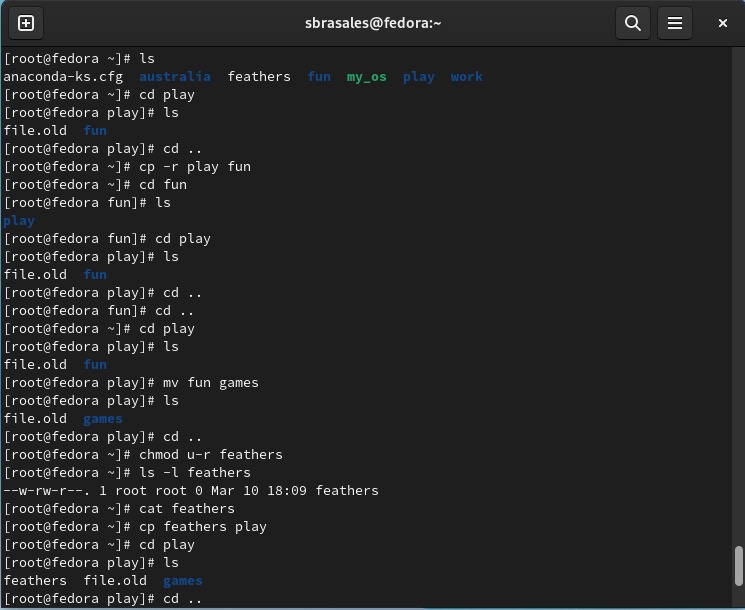 sbrasales@fedora:~
[root@fedora ~]# ls
anaconda-ks.cfg  australia  feathers  fun  my_os  play  work
[root@fedora ~]# cd play
[root@fedora play]# ls
file.old  fun
[root@fedora play]# cd ..
[root@fedora ~]# cp -r play fun
[root@fedora ~]# cd fun
[root@fedora fun]# ls
play
[root@fedora fun]# cd play
[root@fedora play]# ls
file.old  fun
[root@fedora play]# cd ..
[root@fedora fun]# cd ..
[root@fedora ~]# cd play
[root@fedora play]# ls
file.old  fun
[root@fedora play]# mv fun games
[root@fedora play]# ls
file.old  games
[root@fedora play]# cd ..
[root@fedora ~]# chmod u-r feathers
[root@fedora ~]# ls -l feathers
--w-rw-r--. 1 root root 0 Mar 10 18:09 feathers
[root@fedora ~]# cat feathers
[root@fedora ~]# cp feathers play
[root@fedora ~]# cd play
[root@fedora play]# ls
feathers  file.old  games
[root@fedora play]# cd ..